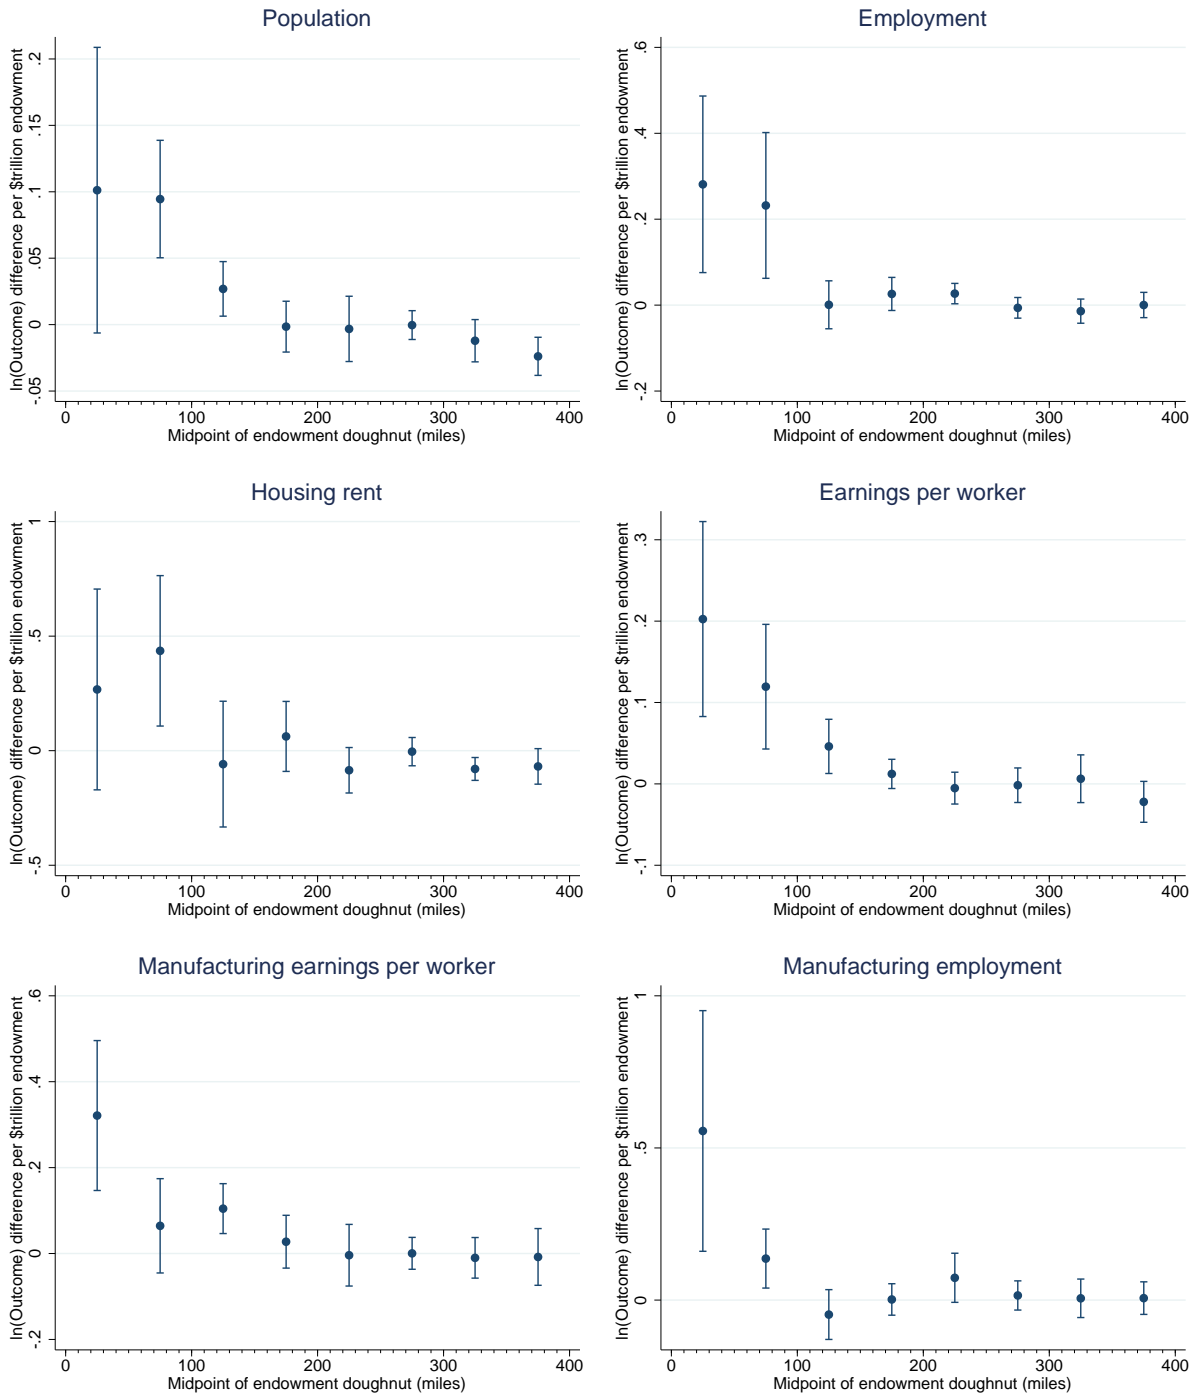 Population
ln(Outcome) difference per $trillion endowment
.2
.15
.1
.05
0
-.05
0 100 200 300 400
Midpoint of endowment doughnut (miles)
Employment
ln(Outcome) difference per $trillion endowment
.6
.4
.2
0
-.2
0 100 200 300 400
Midpoint of endowment doughnut (miles)
Housing rent
ln(Outcome) difference per $trillion endowment
1
.5
0
-.5
0 100 200 300 400
Midpoint of endowment doughnut (miles)
Earnings per worker
ln(Outcome) difference per $trillion endowment
.3
.2
.1
0
-.1
0 100 200 300 400
Midpoint of endowment doughnut (miles)
Manufacturing earnings per worker
ln(Outcome) difference per $trillion endowment
.6
.4
.2
0
-.2
0 100 200 300 400
Midpoint of endowment doughnut (miles)
Manufacturing employment
ln(Outcome) difference per $trillion endowment
1
.5
0
0 100 200 300 400
Midpoint of endowment doughnut (miles)